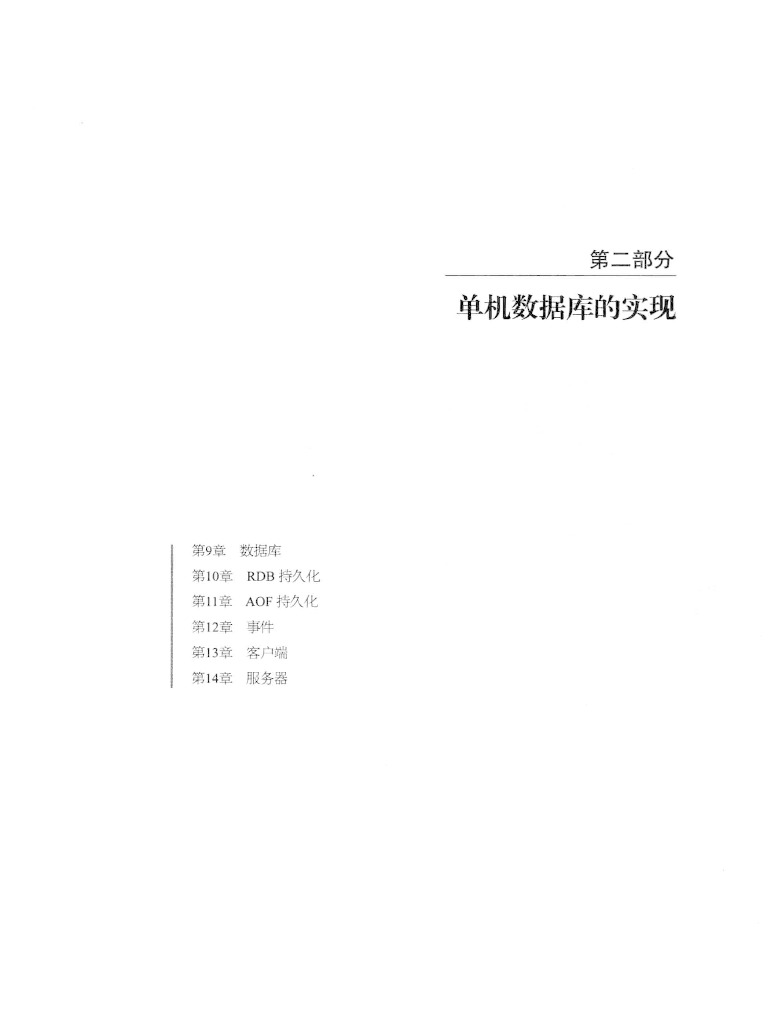 第二部分
单机数据库的实现
第9章 数据库
第10章 RDB 持久化
第11章 AOF 持久化
第12章 事件
第13章 客户端
第14章 服务器